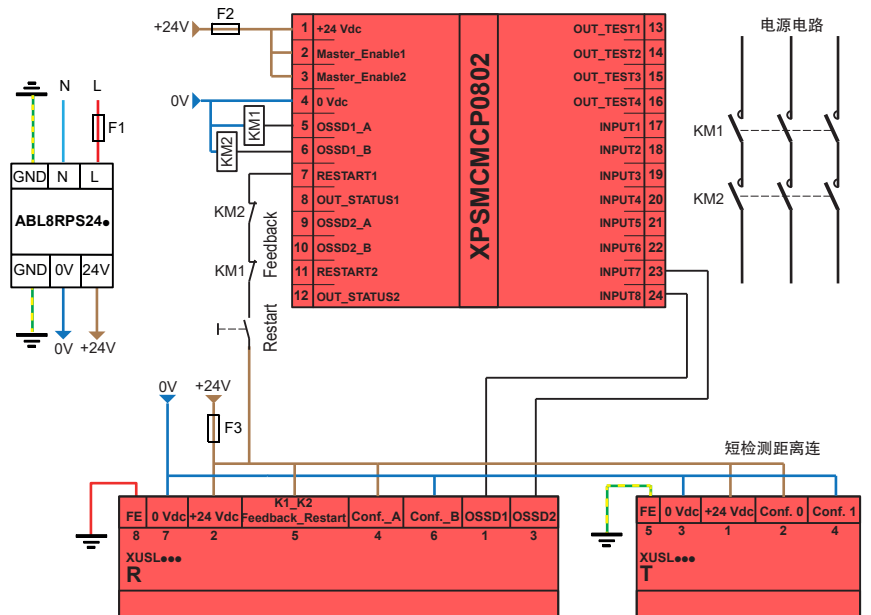 F2
+24V
0V
KM1
KM2
1 +24 Vdc
2 Master_Enable1
3 Master_Enable2
4 0 Vdc
5 OSSD1_A
6 OSSD1_B
7 RESTART1
8 OUT_STATUS1
9 OSSD2_A
10 OSSD2_B
11 RESTART2
12 OUT_STATUS2
XPSMCMCP0802
OUT_TEST1 13
OUT_TEST2 14
OUT_TEST3 15
OUT_TEST4 16
INPUT1 17
INPUT2 18
INPUT3 19
INPUT4 20
INPUT5 21
INPUT6 22
INPUT7 23
INPUT8 24
电源电路
KM1
KM2
N L
F1
GND N L
ABL8RPS24●
GND 0V 24V
0V +24V
KM2
KM1
Feedback
Restart
0V +24V
F3
短检测距离连
FE 0 Vdc +24 Vdc K1_K2 Feedback_Restart Conf._A Conf._B OSSD1 OSSD2
8 7 2 5 4 6 1 3
XUSL●●●
R
FE 0 Vdc +24 Vdc Conf. 0 Conf. 1
5 3 1 2 4
XUSL●●●
T